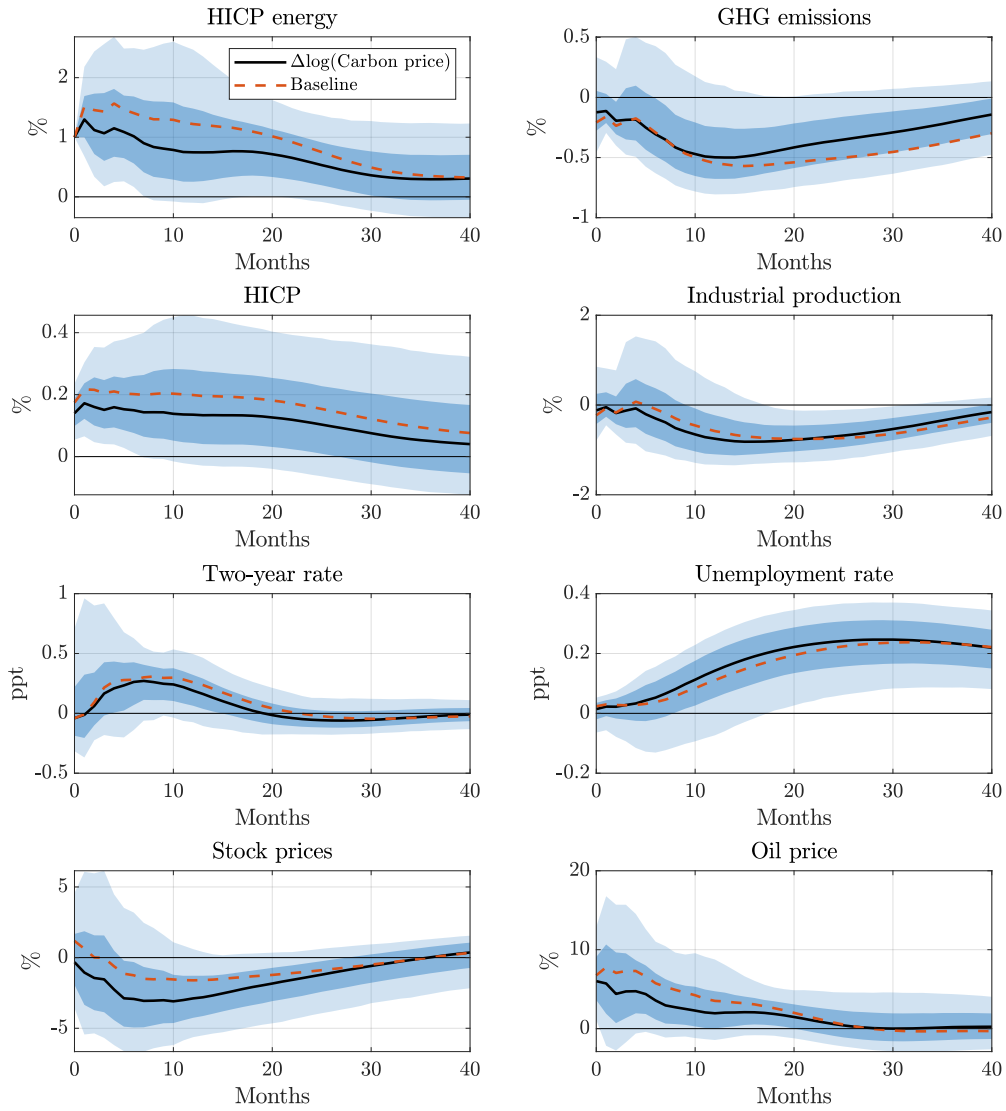 HICP energy
2
1
0
%
Δlog(Carbon price)
Baseline
0 10 20 30 40
Months
GHG emissions
0.5
0
-0.5
-1
%
0 10 20 30 40
Months
HICP
0.4
0.2
0
%
0 10 20 30 40
Months
Industrial production
2
0
-2
%
0 10 20 30 40
Months
Two-year rate
1
0.5
0
-0.5
ppt
0 10 20 30 40
Months
Unemployment rate
0.4
0.2
0
-0.2
ppt
0 10 20 30 40
Months
Stock prices
5
0
-5
%
0 10 20 30 40
Months
Oil price
20
10
0
%
0 10 20 30 40
Months